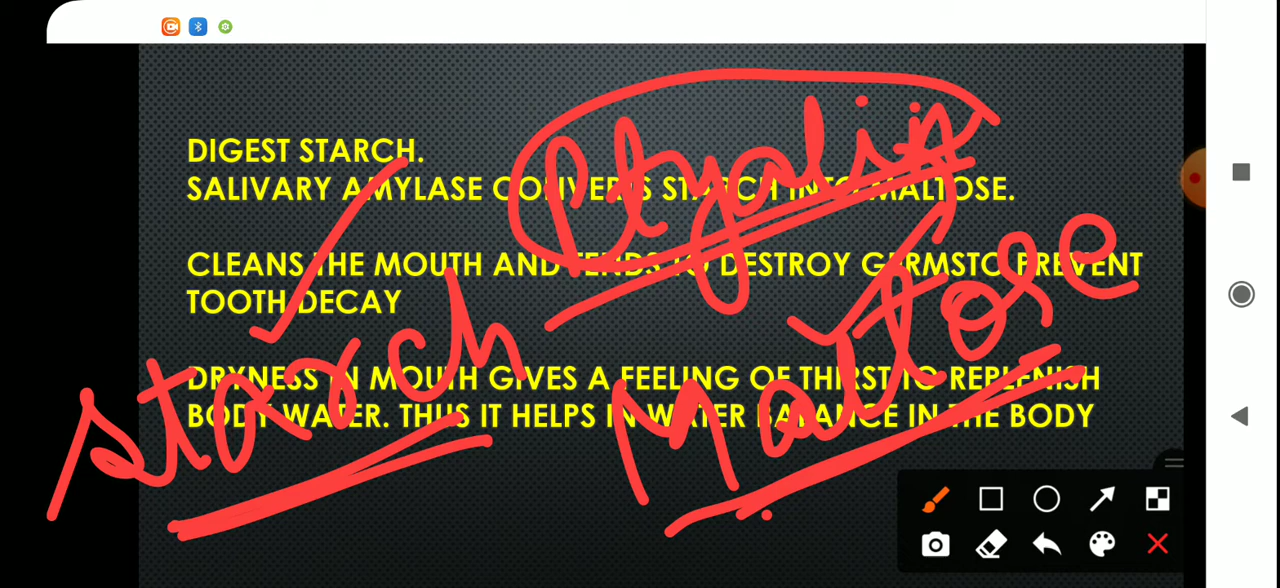 DIGEST STARCH.
SALIVARY AMYLASE CONVERTS STARCH INTO MALTOSE.
CLEANS THE MOUTH AND TENDS TO DESTROY GERMSTO PREVENT
TOOTH DECAY
DRYNESS IN MOUTH GIVES A FEELING OF THIRST TO REPLENISH
BODY WATER. THUS IT HELPS IN WATER BALANCE IN THE BODY
Ptyalin
starch
Maltose